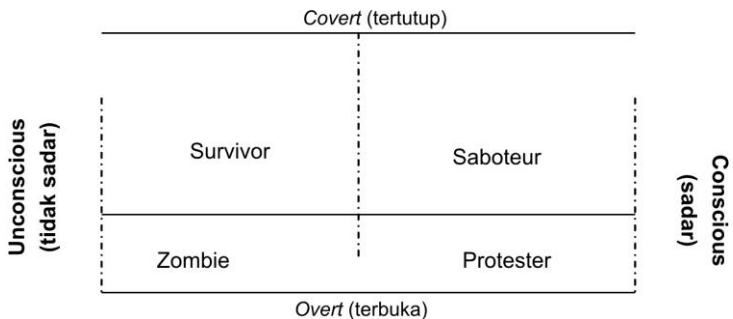 Covert (tertutup)
Unconscious
(tidak sadar)
Survivor
Saboteur
Conscious
(sadar)
Zombie
Protester
Overt (terbuka)